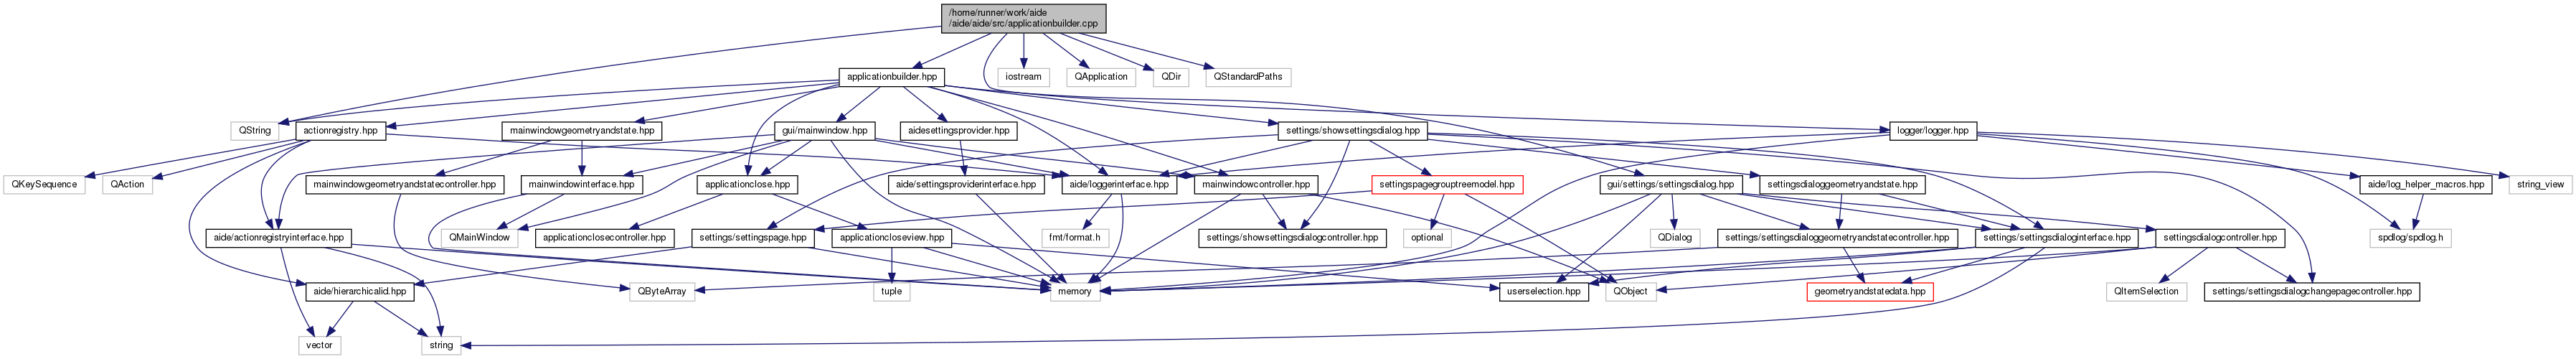 /home/runner/work/aide
/aide/aide/src/applicationbuilder.cpp
applicationbuilder.hpp
iostream
QApplication
QDir
QStandardPaths
QString
actionregistry.hpp
mainwindowgeometryandstate.hpp
gui/mainwindow.hpp
aidesettingsprovider.hpp
settings/showsettingsdialog.hpp
logger/logger.hpp
QKeySequence
QAction
mainwindowgeometryandstatecontroller.hpp
mainwindowinterface.hpp
applicationclose.hpp
aide/settingsproviderinterface.hpp
aide/loggerinterface.hpp
mainwindowcontroller.hpp
settingspagegrouptreemodel.hpp
gui/settings/settingsdialog.hpp
settingsdialoggeometryandstate.hpp
aide/log_helper_macros.hpp
string_view
aide/actionregistryinterface.hpp
QMainWindow
applicationclosecontroller.hpp
settings/settingspage.hpp
applicationcloseview.hpp
fmt/format.h
settings/showsettingsdialogcontroller.hpp
optional
QDialog
settings/settingsdialoggeometryandstatecontroller.hpp
settings/settingsdialoginterface.hpp
settingsdialogcontroller.hpp
spdlog/spdlog.h
aide/hierarchicalid.hpp
QByteArray
tuple
memory
userselection.hpp
QObject
geometryandstatedata.hpp
QItemSelection
settings/settingsdialogchangepagecontroller.hpp
vector
string